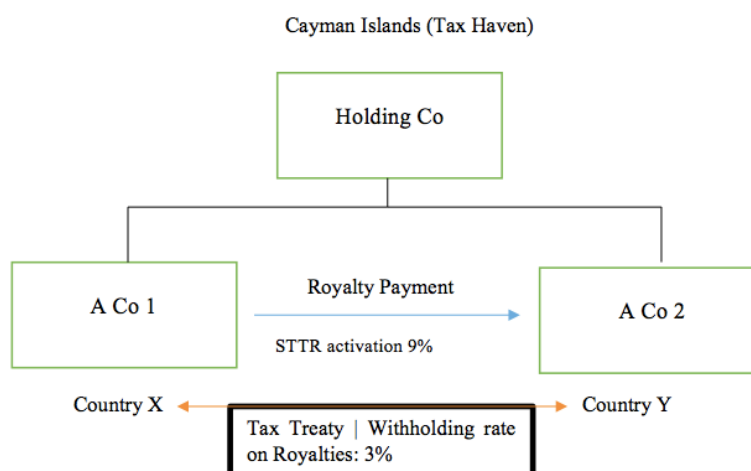 Cayman Islands (Tax Haven)
Holding Co
A Co 1
Royalty Payment
STTR activation 9%
A Co 2
Country X
Country Y
Tax Treaty | Withholding rate
on Royalties: 3%